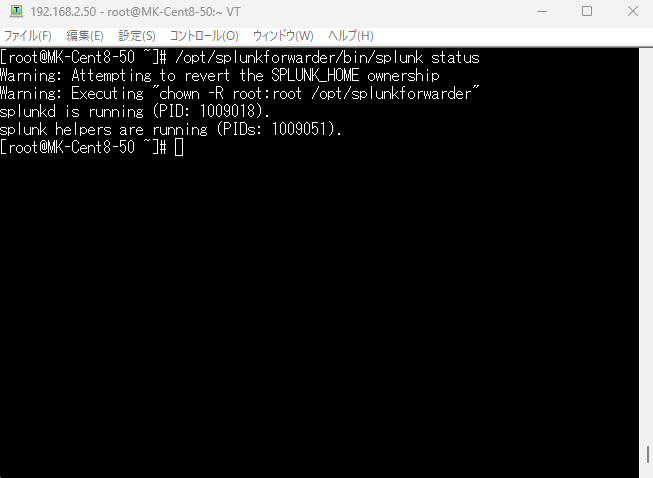 192.168.2.50 - root@MK-Cent8-50:~ VT
ファイル(F) 編集(E) 設定(S) コントロール(O) ウィンドウ(W) ヘルプ(H)
[root@MK-Cent8-50 ~]# /opt/splunkforwarder/bin/splunk status
Warning: Attempting to revert the SPLUNK_HOME ownership
Warning: Executing "chown -R root:root /opt/splunkforwarder"
splunkd is running (PID: 1009018).
splunk helpers are running (PIDs: 1009051).
[root@MK-Cent8-50 ~]#